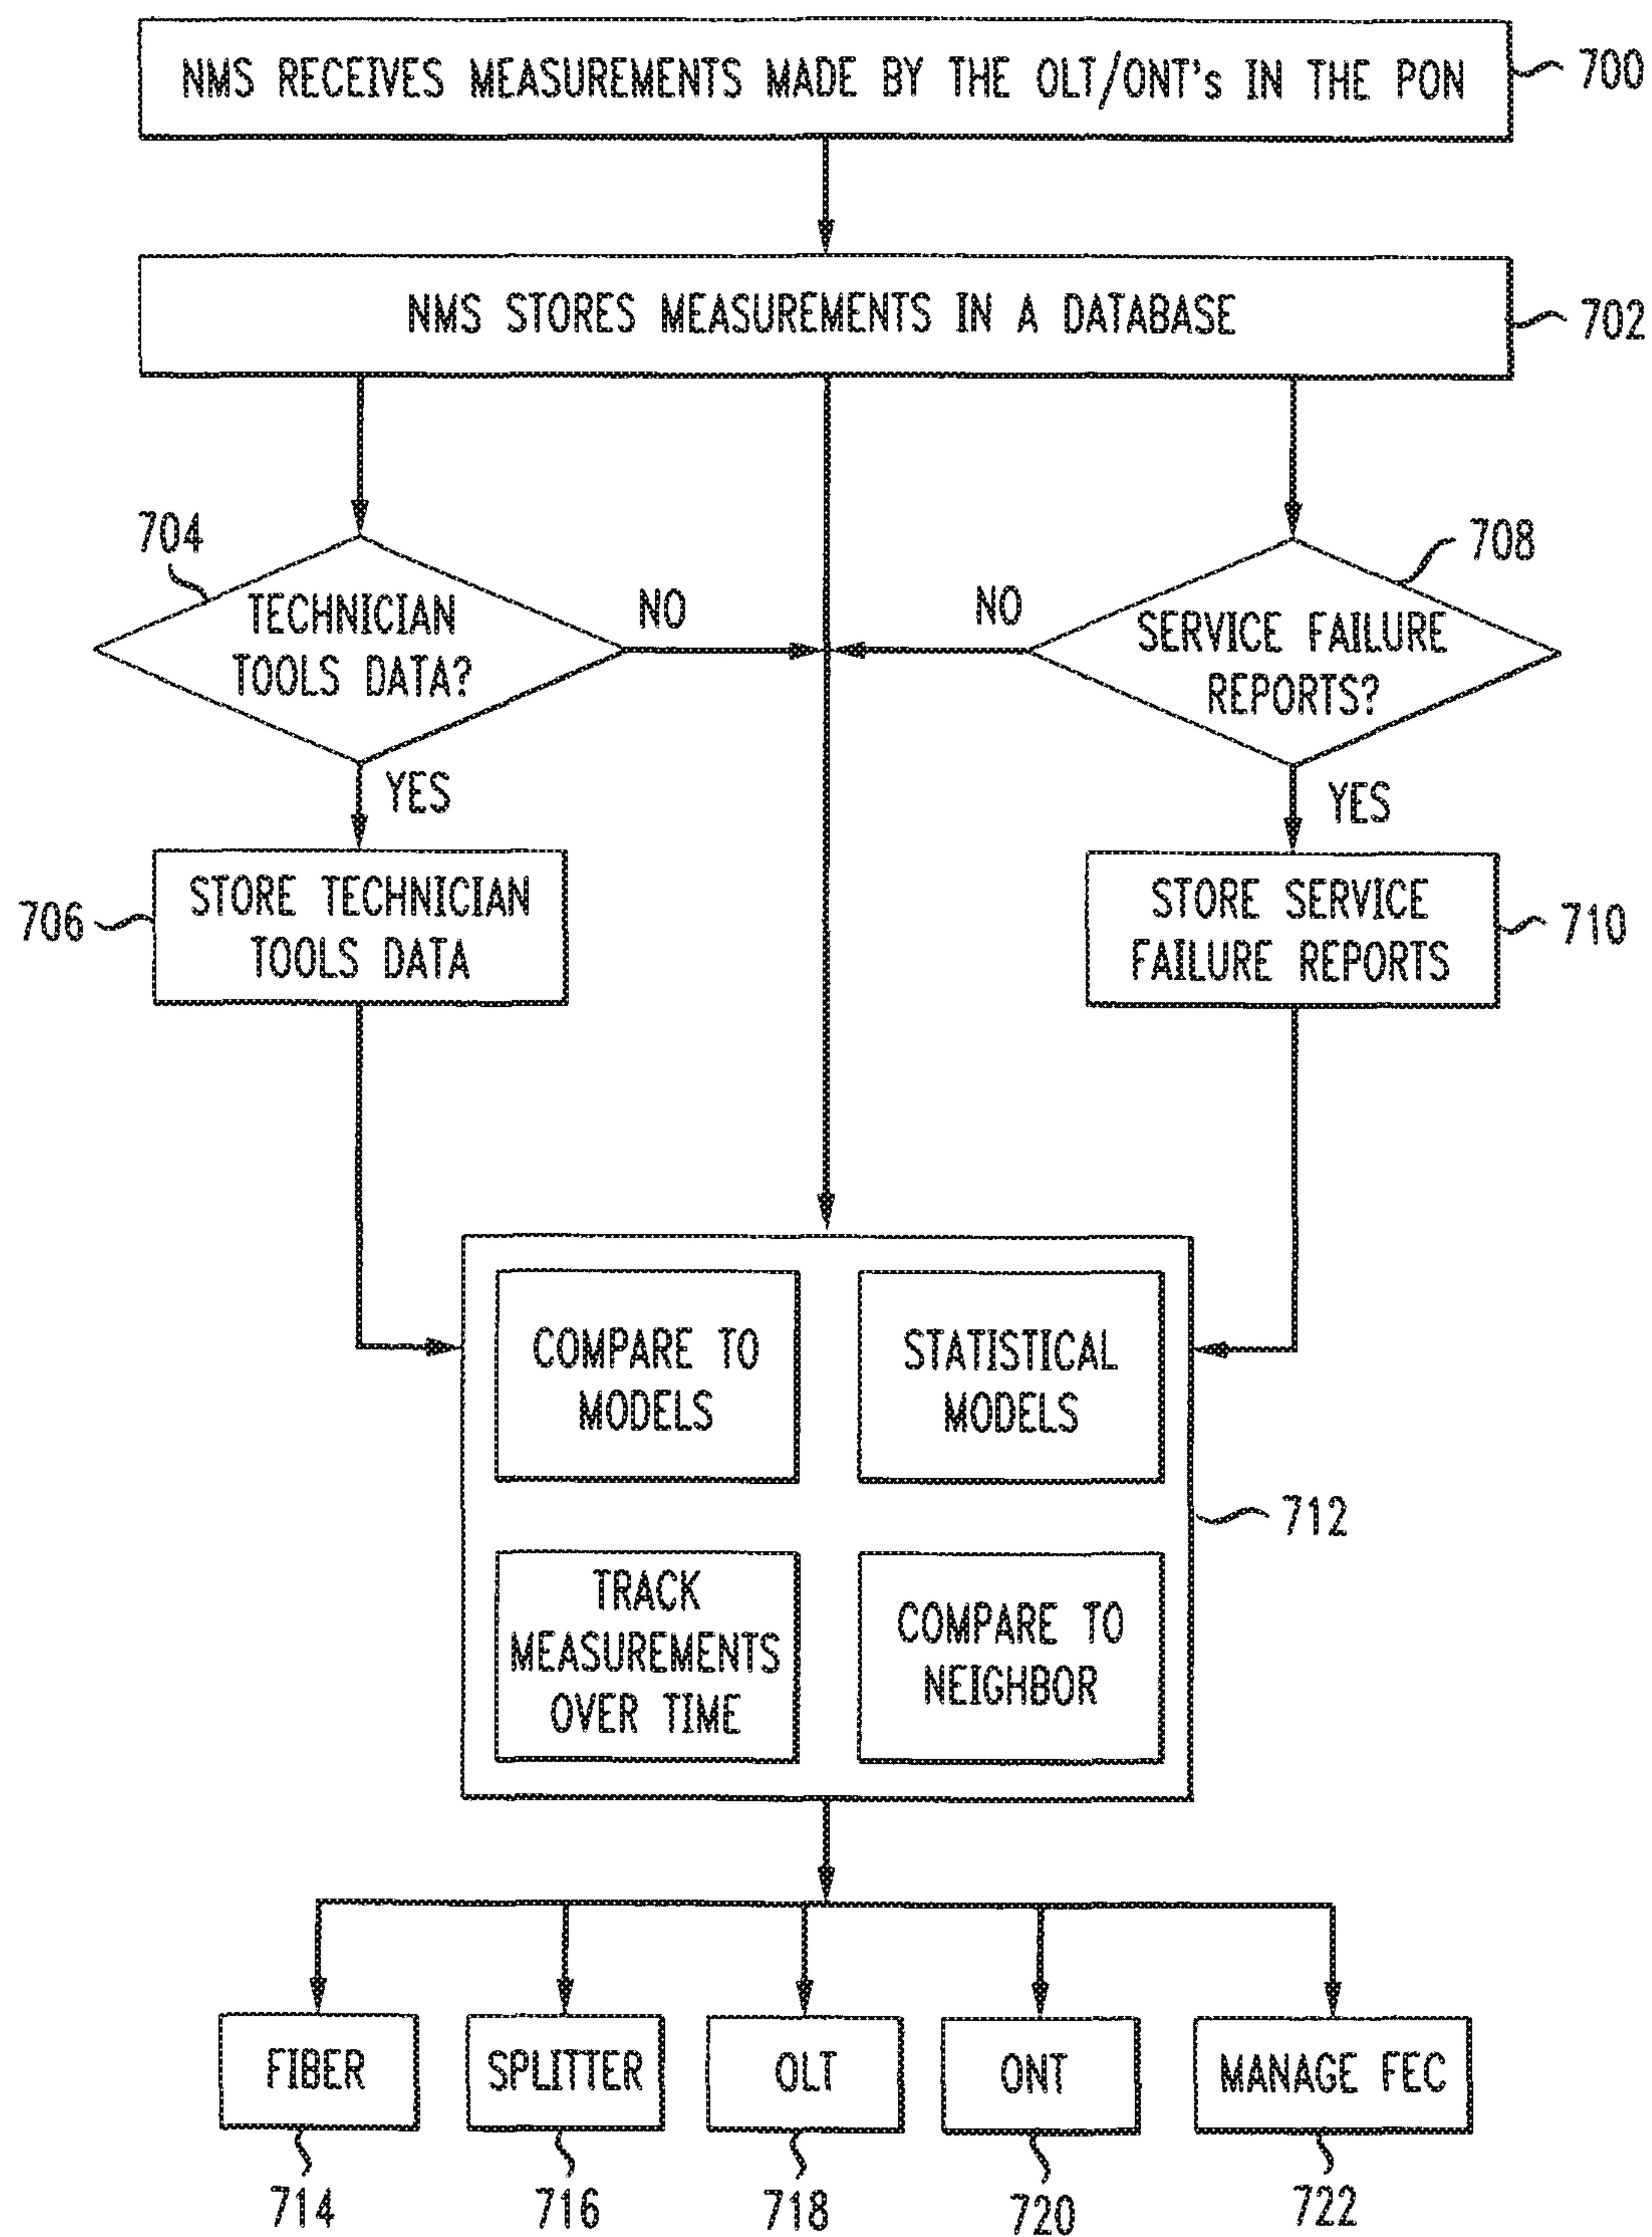 NMS RECEIVES MEASUREMENTS MADE BY THE OLT/ONT's IN THE PON
700
NMS STORES MEASUREMENTS IN A DATABASE
702
704
TECHNICIAN
TOOLS DATA?
NO
YES
708
SERVICE FAILURE
REPORTS?
NO
YES
706
STORE TECHNICIAN
TOOLS DATA
STORE SERVICE
FAILURE REPORTS
710
COMPARE TO
MODELS
STATISTICAL
MODELS
712
TRACK
MEASUREMENTS
OVER TIME
COMPARE TO
NEIGHBOR
FIBER
SPLITTER
OLT
ONT
MANAGE FEC
714
716
718
720
722